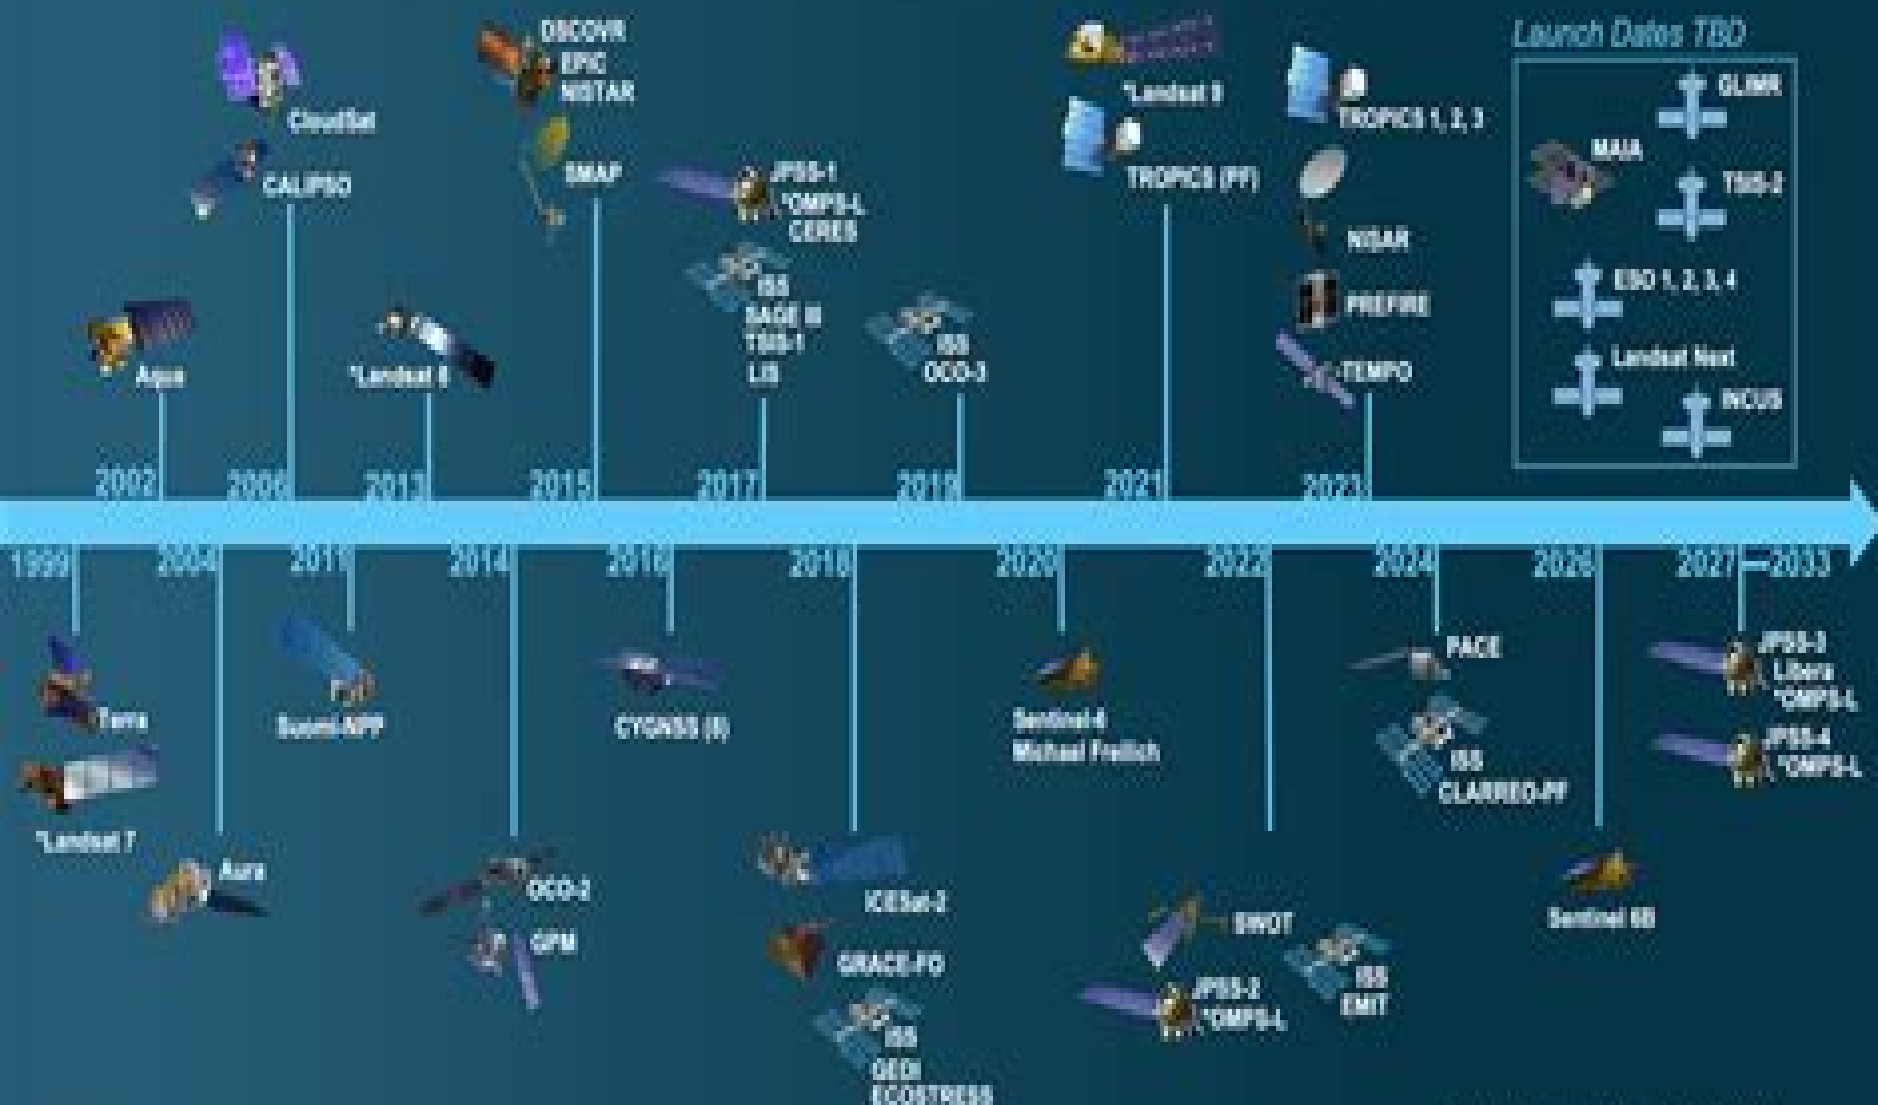 Launch Dates TBD
GLIMR
MAIA
TSIS-2
ESO 1, 2, 3, 4
Landsat Next
INCUS
DSCOVR
EPIC
NISTAR
CloudSat
CALIPSO
SMAP
JPSS-1
*OMPS-L
CERES
ISS
SAGE III
TSIS-1
LIS
ISS
OCO-3
*Landsat 9
TROPICS (PF)
TROPICS 1, 2, 3
NISAR
PREFIRE
TEMPO
Aqua
*Landsat 8
2002
2006
2013
2015
2017
2019
2021
2023
1999
2004
2011
2014
2016
2018
2020
2022
2024
2026
2027—2033
Terra
*Landsat 7
Aura
Suomi-NPP
OCO-2
GPM
CYGNSS (8)
ICESat-2
GRACE-FO
ISS
GEDI
ECOSTRESS
Sentinel-6
Michael Freilich
SWOT
JPSS-2
*OMPS-L
ISS
EMIT
PACE
ISS
CLARREO-PF
Sentinel 6B
JPSS-3
Libera
*OMPS-L
JPSS-4
*OMPS-L